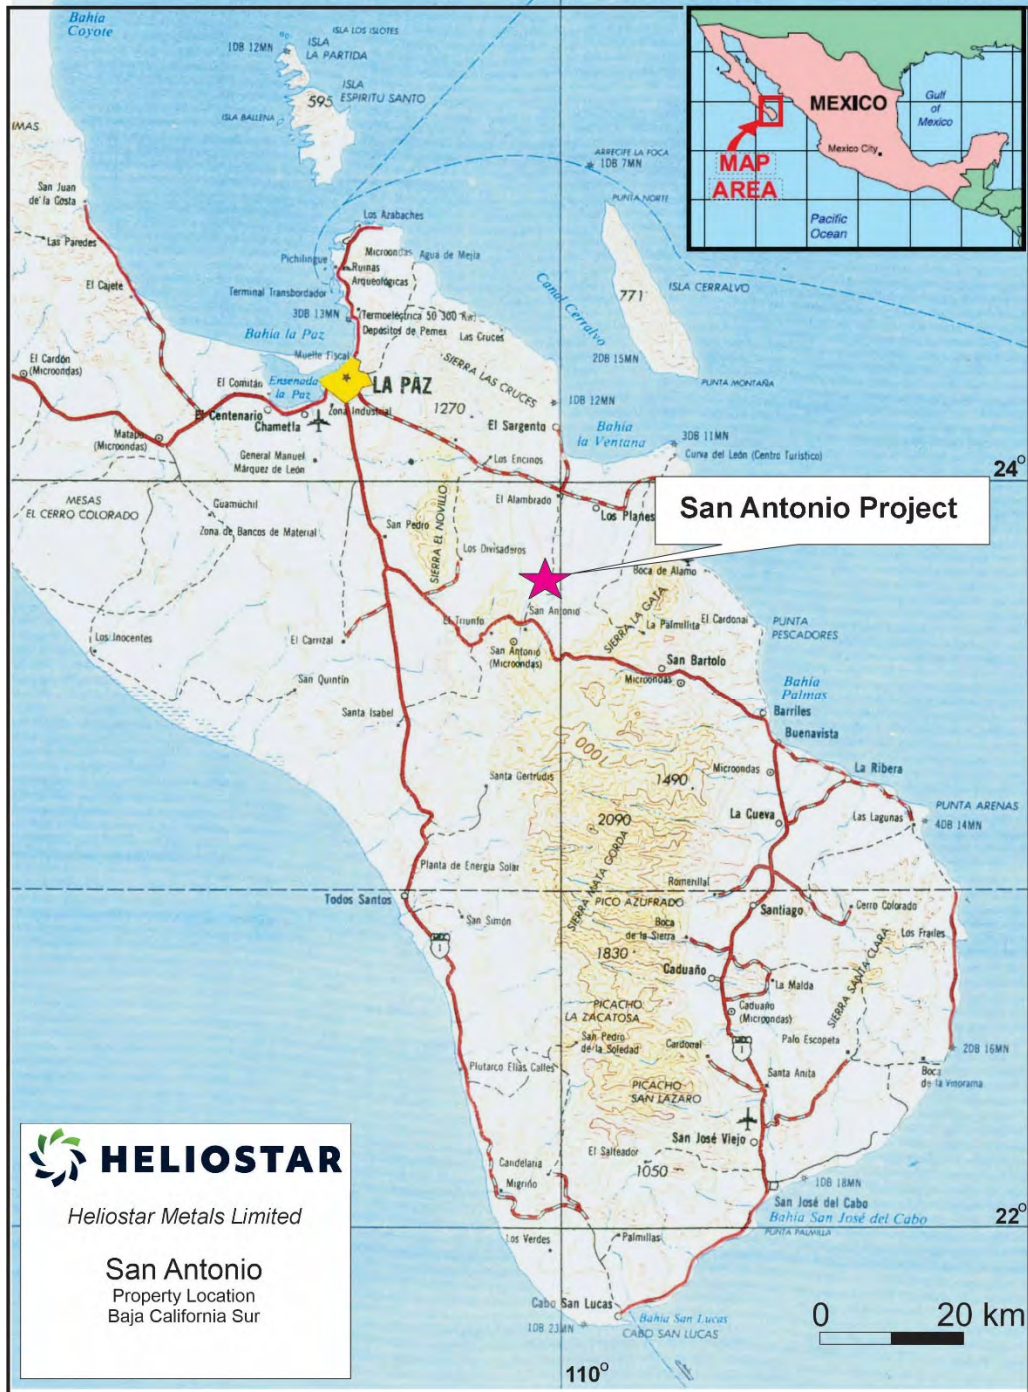 Bahía
Coyote
ISLA LOS ISLOTES
1DB 12MN
ISLA
LA PARTIDA
ISLA
ESPIRITU SANTO
595
ISLA BALLENA
IMAS
MEXICO
Gulf
of
Mexico
Mexico City
MAP
AREA
Pacific
Ocean
ARRECIFE LA FOCA
1DB 7MN
San Juan
de la Costa
PUNTA NORTE
Los Azabaches
Las Paredes
Microondas
Agua de Mejía
Pichilingue
Ruinas
Arqueológicas
El Cajete
Terminal Transbordador
771
ISLA CERRALVO
Canal Cerralvo
3DB 13MN
(Termoeléctrica 50 300 Kw)
Depósitos de Pemex
Las Cruces
Bahía la Paz
2DB 15MN
El Cardón
(Microondas)
Muelle Fiscal
SIERRA LAS CRUCES
El Comitán
Ensenada
la Paz
LA PAZ
PUNTA MONTAÑA
Centenario
Chametla
Zona Industrial
1270
1DB 12MN
El Sargento
Bahía
la Ventana
3DB 11MN
Curva del León (Centro Turístico)
(Microondas)
General Manuel
Márquez de León
Los Encinos
24°
MESAS
EL CERRO COLORADO
Guamúchil
Zona de Bancos de Material
El Alambrado
Los Planes
San Antonio Project
San Pedro
SIERRA EL NOVILLO
Los Divisaderos
Boca de Alamo
San Antonio
El Triunfo
SIERRA LA GATA
La Palmillita
El Cardonal
PUNTA
PESCADORES
Los Inocentes
El Carrizal
San Antonio
(Microondas)
San Bartolo
Microondas
San Quintín
Bahía
Palmas
Barriles
Santa Isabel
Buenavista
1000
Microondas
La Ribera
Santa Gertrudis
1490
PUNTA ARENAS
4DB 14MN
2090
La Cueva
Las Lagunas
SIERRA MATA GORDA
Planta de Energía Solar
Todos Santos
PICO AZUFRADO
Santiago
Cerro Colorado
San Simón
Boca
de la Sierra
Los Frailes
1
1830
SIERRA SANTA CLARA
Caduaño
La Malda
PICACHO
LA ZACATOSA
Caduaño
(Microondas)
San Pedro
de la Soledad
Cardonal
1
Palo Escopeta
2DB 16MN
Plutarco Elías Calles
Santa Anita
Boca
de la Vinorama
PICACHO
SAN LAZARO
San José Viejo
El Salteador
1050
Candelaria
Migriño
1DB 18MN
San José del Cabo
Bahía San José del Cabo
PUNTA PALMILLA
22°
Los Verdes
Palmillas
Cabo San Lucas
Bahía San Lucas
CABO SAN LUCAS
0 20 km
110°
HELIOSTAR
Heliostar Metals Limited
San Antonio
Property Location
Baja California Sur